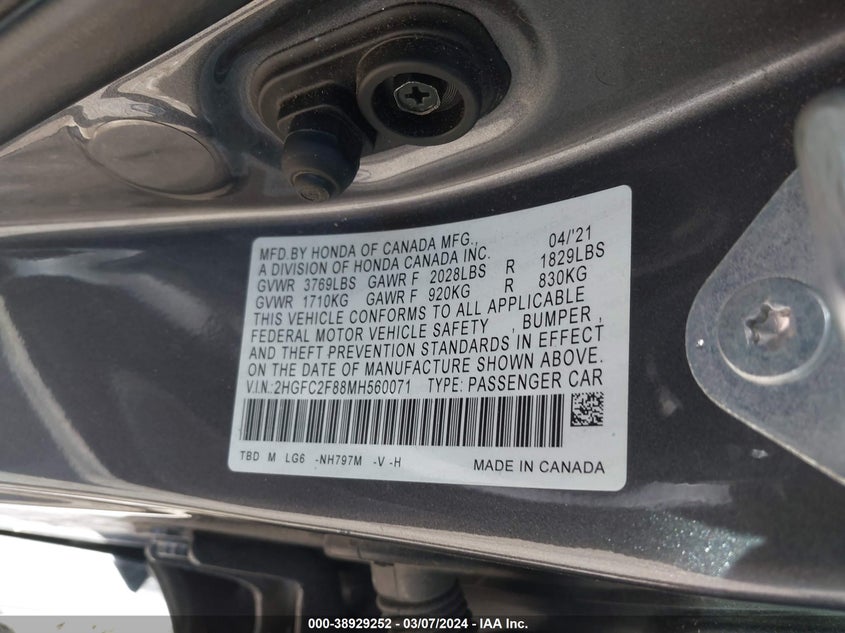 MFD.BY HONDA OF CANADA MFG., 04/'21
A DIVISION OF HONDA CANADA INC.
GVWR 3769LBS GAWR F 2028LBS R 1829LBS
GVWR 1710KG GAWR F 920KG R 830KG
THIS VEHICLE CONFORMS TO ALL APPLICABLE
FEDERAL MOTOR VEHICLE SAFETY , BUMPER ,
AND THEFT PREVENTION STANDARDS IN EFFECT
ON THE DATE OF MANUFACTURE SHOWN ABOVE.
V.I.N.:2HGFC2F88MH560071 TYPE: PASSENGER CAR
TBD M LG6 -NH797M -V -H MADE IN CANADA
000-38929252 — 03/07/2024 — IAA Inc.